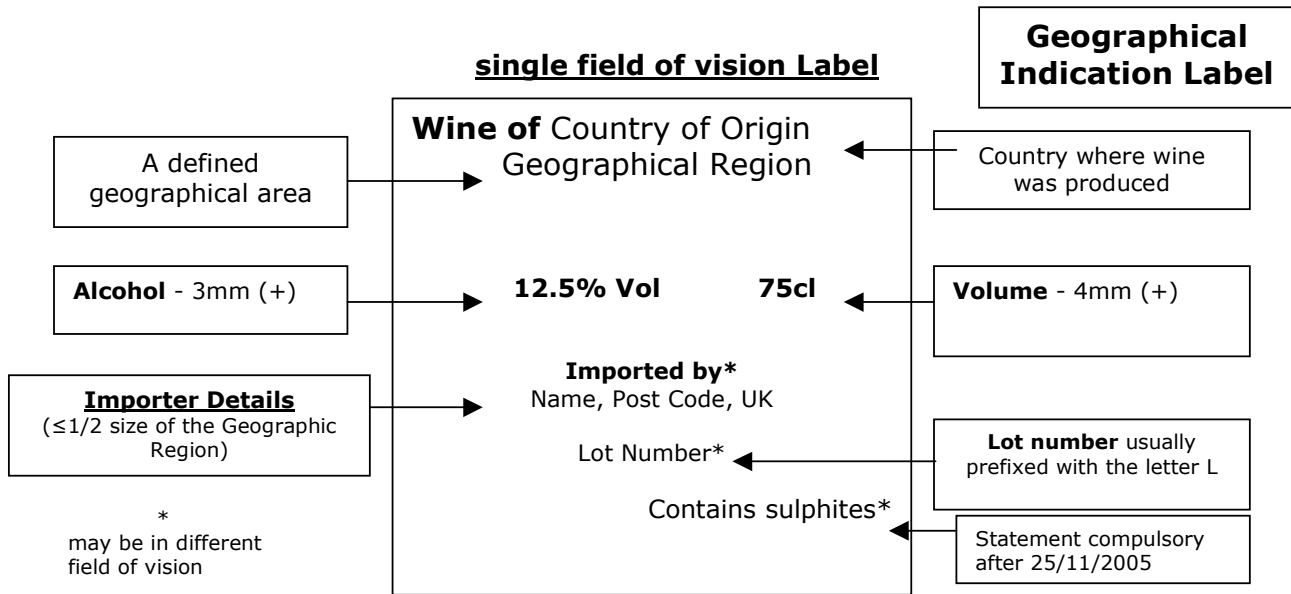 Geographical
Indication Label
single field of vision Label
Wine of Country of Origin
Geographical Region
A defined
geographical area
Country where wine
was produced
Alcohol - 3mm (+)
12.5% Vol 75cl
Volume - 4mm (+)
Imported by*
Name, Post Code, UK
Importer Details
(≤1/2 size of the Geographic
Region)
Lot Number*
Lot number usually
prefixed with the letter L
Contains sulphites*
*
may be in different
field of vision
Statement compulsory
after 25/11/2005